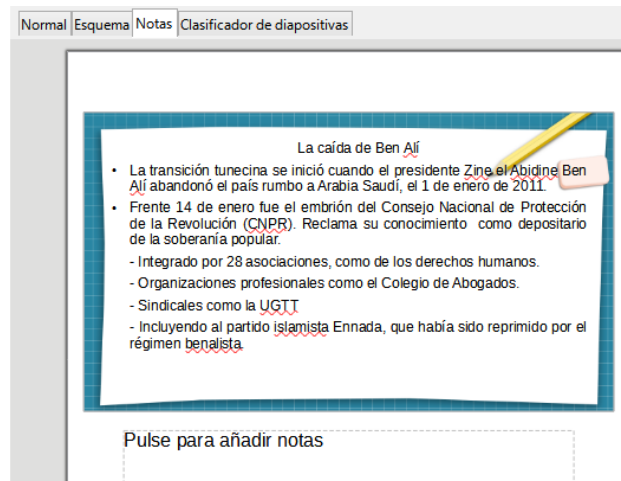 Normal Esquema Notas Clasificador de diapositivas
La caída de Ben Alí
• La transición tunecina se inició cuando el presidente Zine el Abidine Ben
Alí abandonó el país rumbo a Arabia Saudí, el 1 de enero de 2011.
• Frente 14 de enero fue el embrión del Consejo Nacional de Protección
de la Revolución (CNPR). Reclama su conocimiento como depositario
de la soberanía popular.
- Integrado por 28 asociaciones, como de los derechos humanos.
- Organizaciones profesionales como el Colegio de Abogados.
- Sindicales como la UGTT
- Incluyendo al partido islamista Ennada, que había sido reprimido por el
régimen benalista.
Pulse para añadir notas